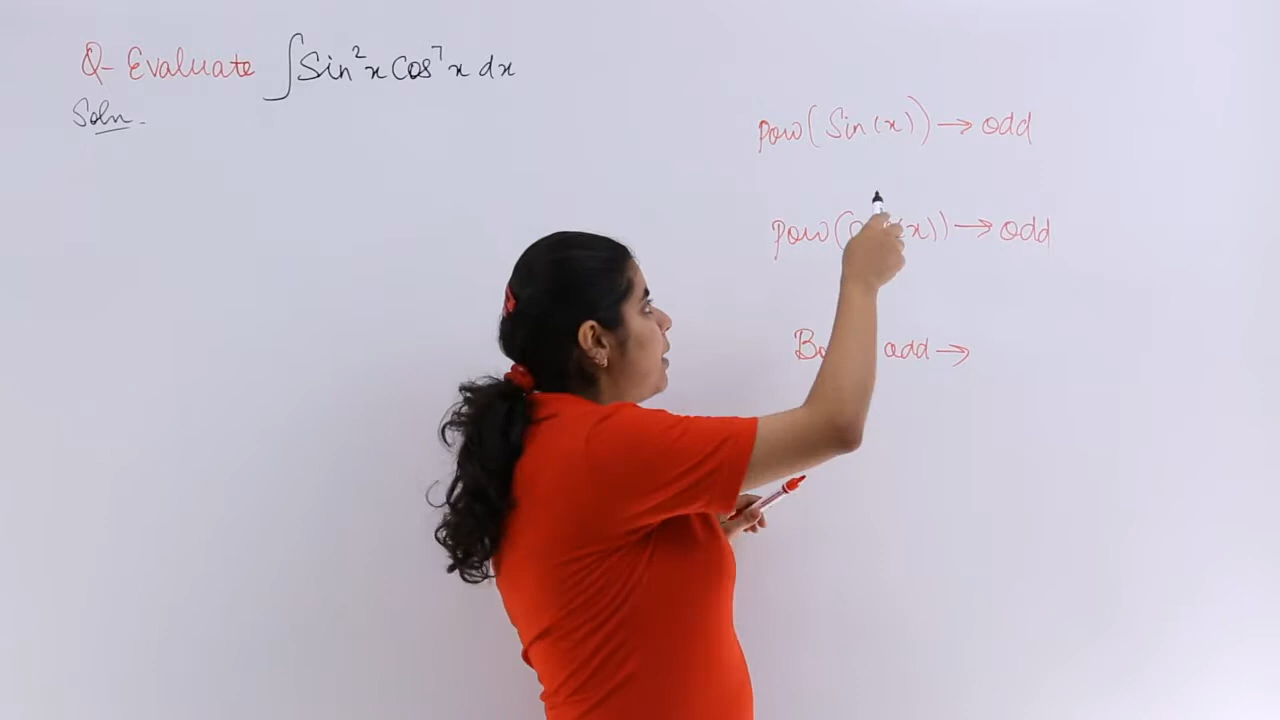 Q- Evaluate ∫Sin²x Cos⁷x dx
Soln.
Pow(Sin(x)) → odd
Pow( (x)) → odd
odd →